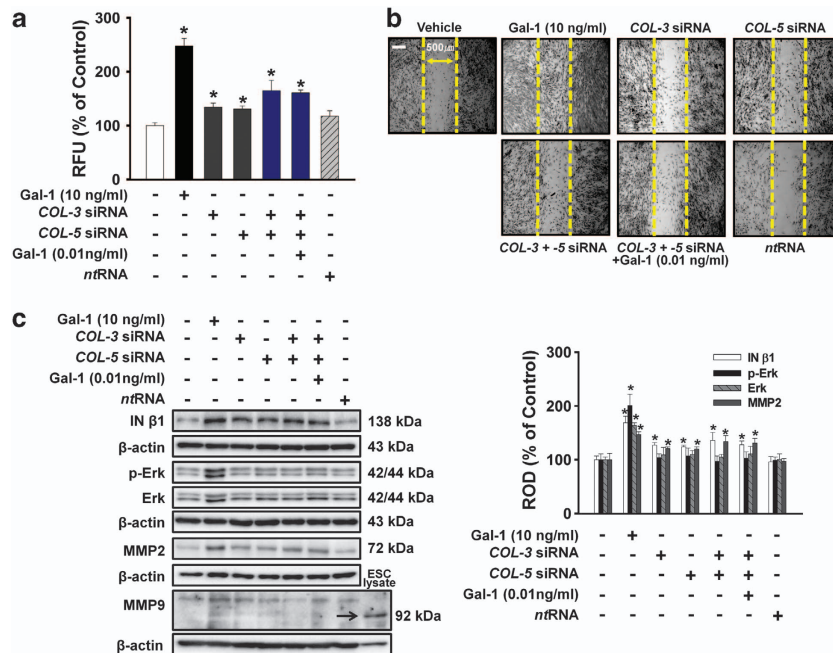 a
300
250
200
150
100
50
0
RFU (% of Control)
* * * * *
Gal-1 (10 ng/ml) - + - - - - -
COL-3 siRNA - - + - + + -
COL-5 siRNA - - - + + + -
Gal-1 (0.01ng/ml) - - - - - + -
ntRNA - - - - - - +
b
Vehicle
Gal-1 (10 ng/ml)
COL-3 siRNA
COL-5 siRNA
500 μm
COL-3 + -5 siRNA
COL-3 + -5 siRNA
+Gal-1 (0.01 ng/ml)
ntRNA
c
Gal-1 (10 ng/ml) - + - - - - -
COL-3 siRNA - - + - + + -
COL-5 siRNA - - - + + + -
Gal-1 (0.01ng/ml) - - - - - + -
ntRNA - - - - - - +
IN β1 138 kDa
β-actin 43 kDa
p-Erk 42/44 kDa
Erk 42/44 kDa
β-actin 43 kDa
MMP2 72 kDa
β-actin ESC
lysate
MMP9 92 kDa
β-actin
300
200
100
0
ROD (% of Control)
IN β1
p-Erk
Erk
MMP2
* * * * * * * * * * * *
Gal-1 (10 ng/ml) - + - - - - -
COL-3 siRNA - - + - + + -
COL-5 siRNA - - - + + + -
Gal-1 (0.01ng/ml) - - - - - + -
ntRNA - - - - - - +